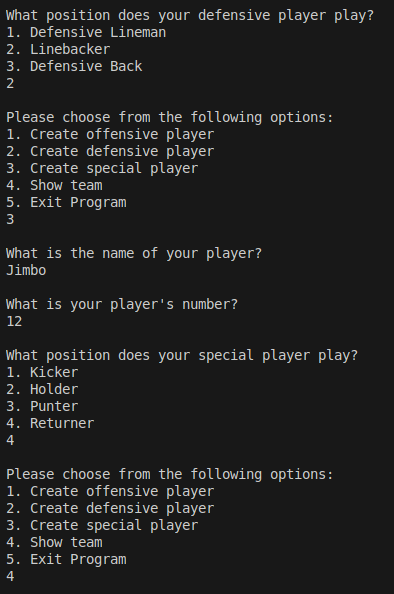 What position does your defensive player play?
1. Defensive Lineman
2. Linebacker
3. Defensive Back
2
Please choose from the following options:
1. Create offensive player
2. Create defensive player
3. Create special player
4. Show team
5. Exit Program
3
What is the name of your player?
Jimbo
What is your player's number?
12
What position does your special player play?
1. Kicker
2. Holder
3. Punter
4. Returner
4
Please choose from the following options:
1. Create offensive player
2. Create defensive player
3. Create special player
4. Show team
5. Exit Program
4